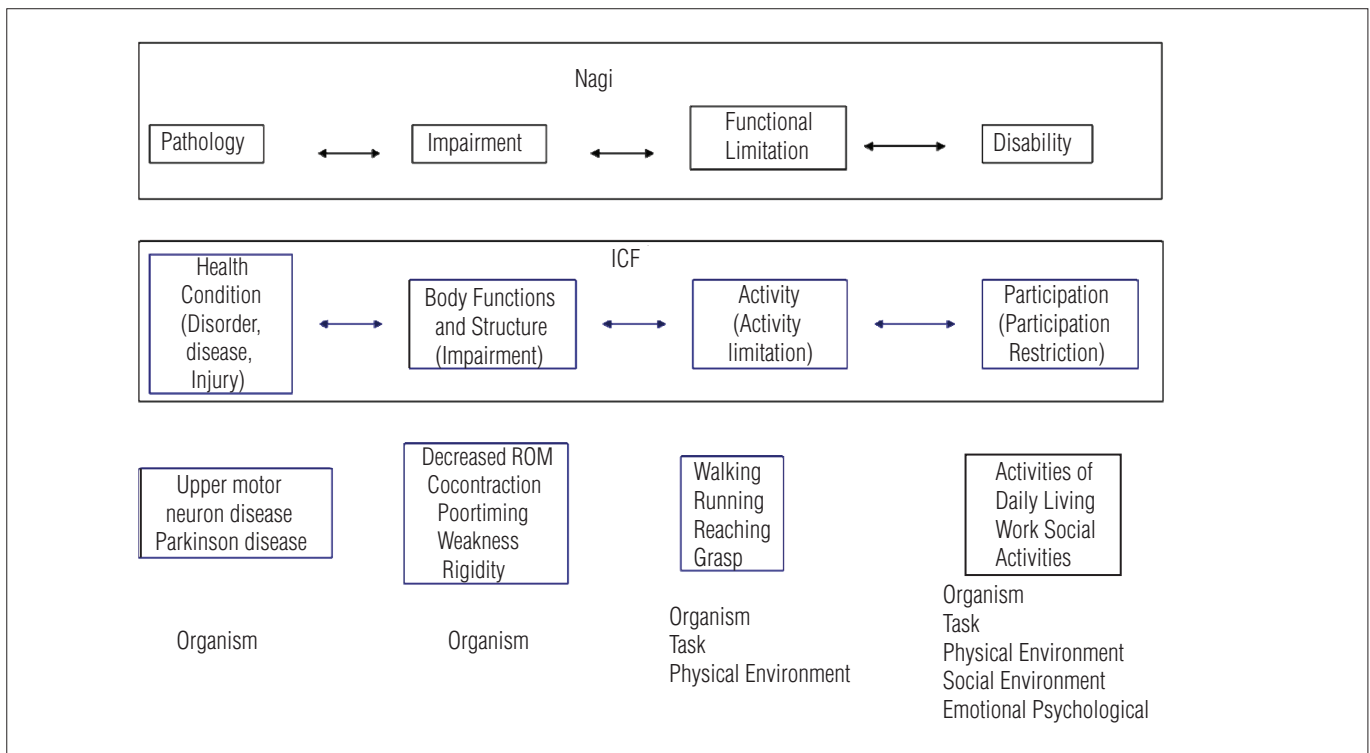 Nagi
Pathology
Impairment
Functional
Limitation
Disability
ICF
Health
Condition
(Disorder,
disease,
Injury)
Body Functions
and Structure
(Impairment)
Activity
(Activity
limitation)
Participation
(Participation
Restriction)
Upper motor
neuron disease
Parkinson disease
Decreased ROM
Cocontraction
Poortiming
Weakness
Rigidity
Walking
Running
Reaching
Grasp
Activities of
Daily Living
Work Social
Activities
Organism
Organism
Organism
Task
Physical Environment
Organism
Task
Physical Environment
Social Environment
Emotional Psychological